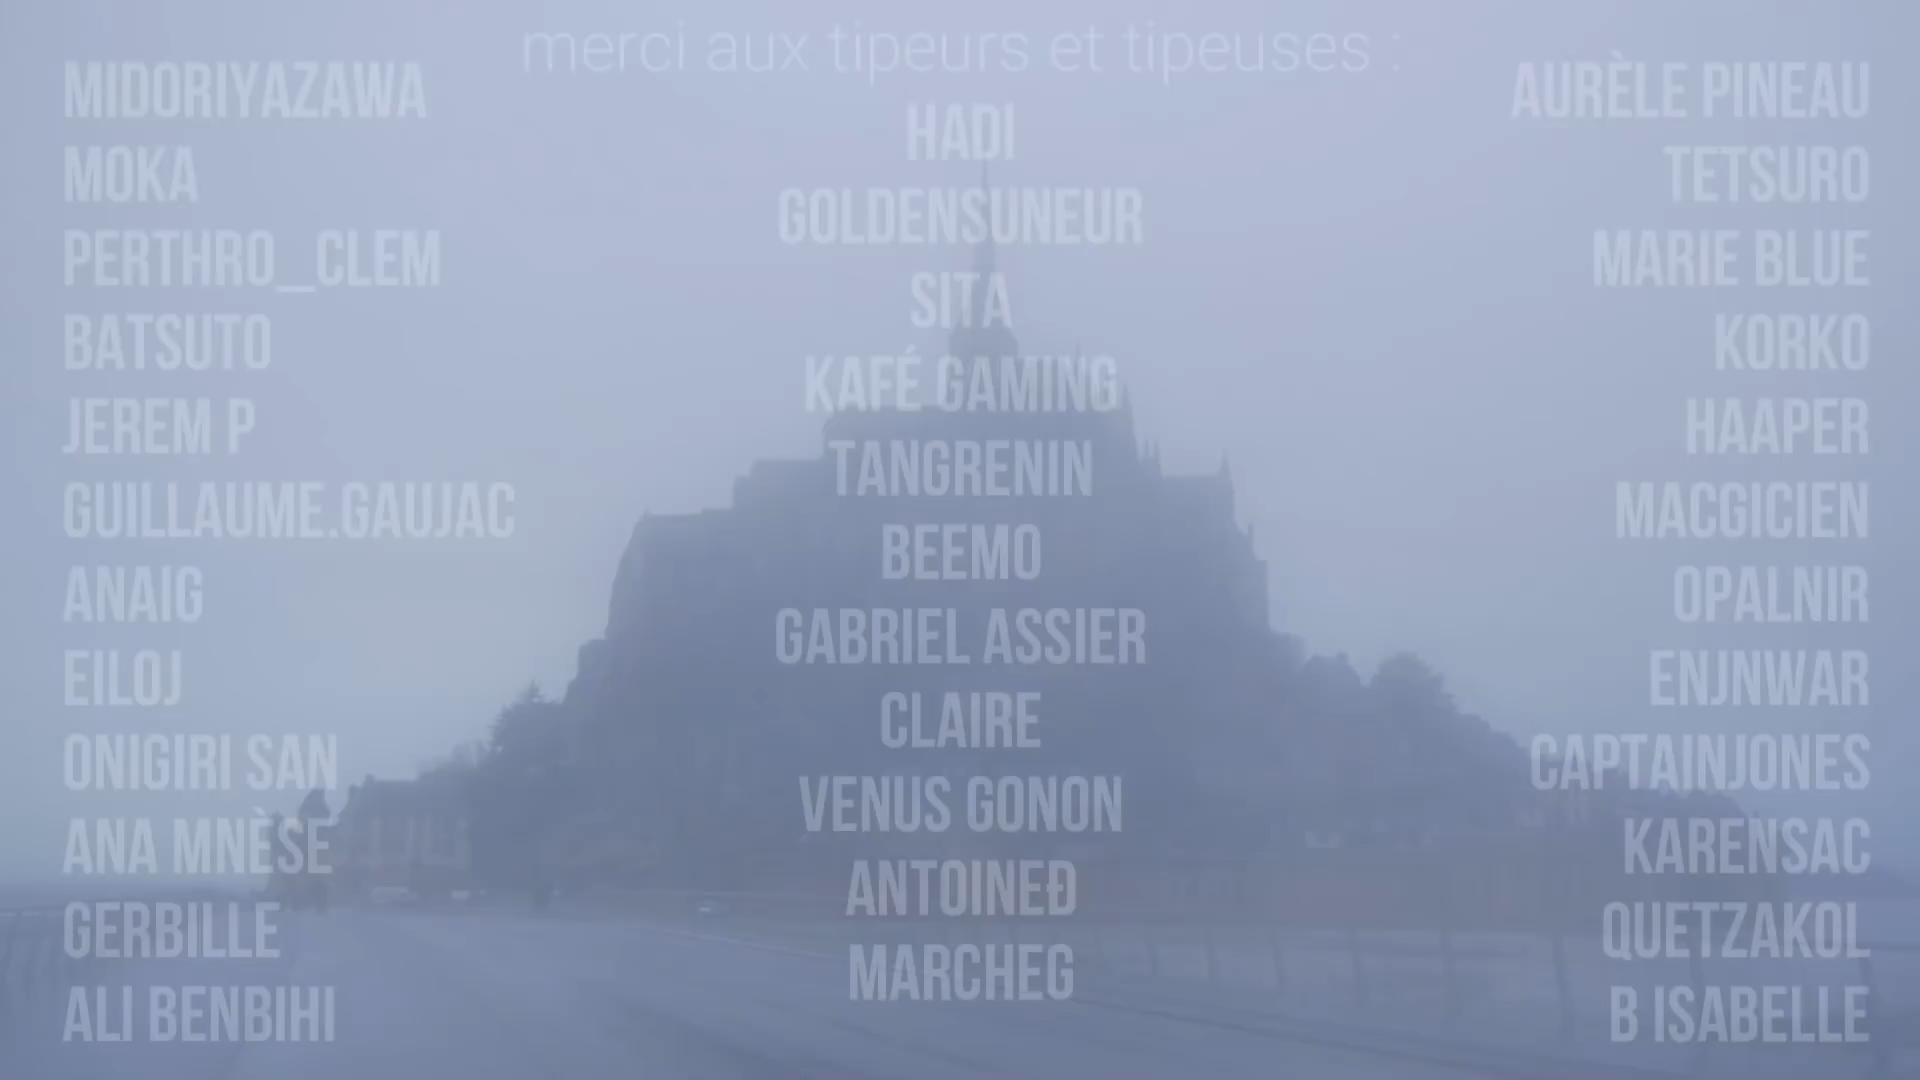 merci aux tipeurs et tipeuses :
MIDORIYAZAWA
MOKA
PERTHRO_CLEM
BATSUTO
JEREM P
GUILLAUME.GAUJAC
ANAIG
EILOJ
ONIGIRI SAN
ANA MNÈSE
GERBILLE
ALI BENBIHI
HADI
GOLDENSUNEUR
SITA
KAFÉ GAMING
TANGRENIN
BEEMO
GABRIEL ASSIER
CLAIRE
VENUS GONON
ANTOINEÐ
MARCHEG
AURÈLE PINEAU
TETSURO
MARIE BLUE
KORKO
HAAPER
MACGICIEN
OPALNIR
ENJNWAR
CAPTAINJONES
KARENSAC
QUETZAKOL
B ISABELLE